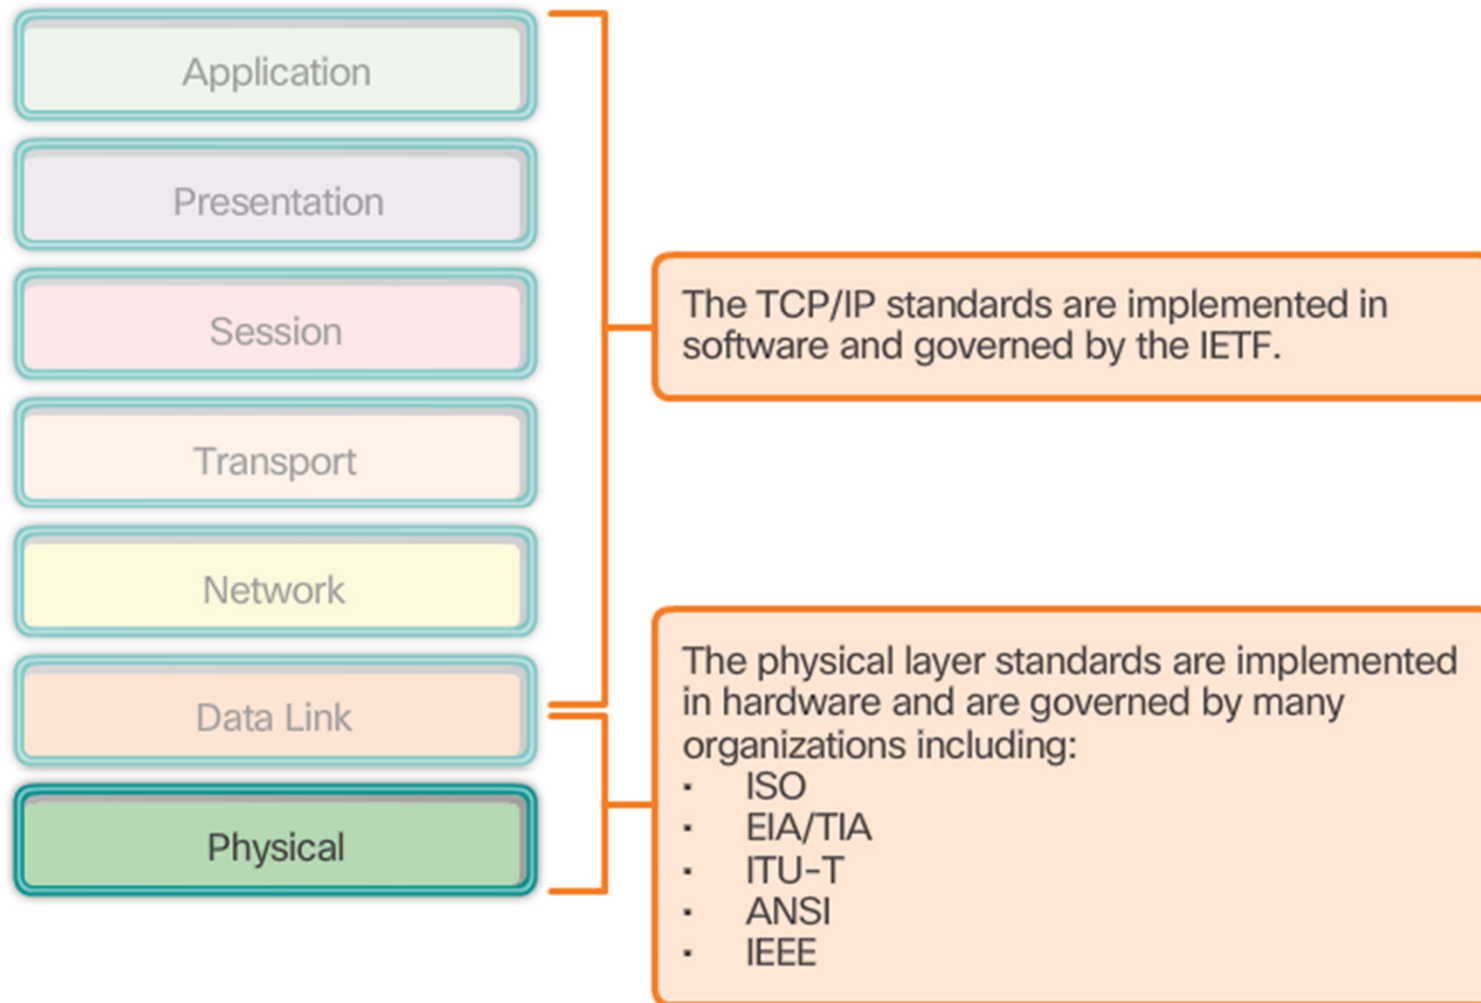 Application
Presentation
Session
Transport
Network
Data Link
Physical
The TCP/IP standards are implemented in
software and governed by the IETF.
The physical layer standards are implemented
in hardware and are governed by many
organizations including:
▪ ISO
▪ EIA/TIA
▪ ITU-T
▪ ANSI
▪ IEEE